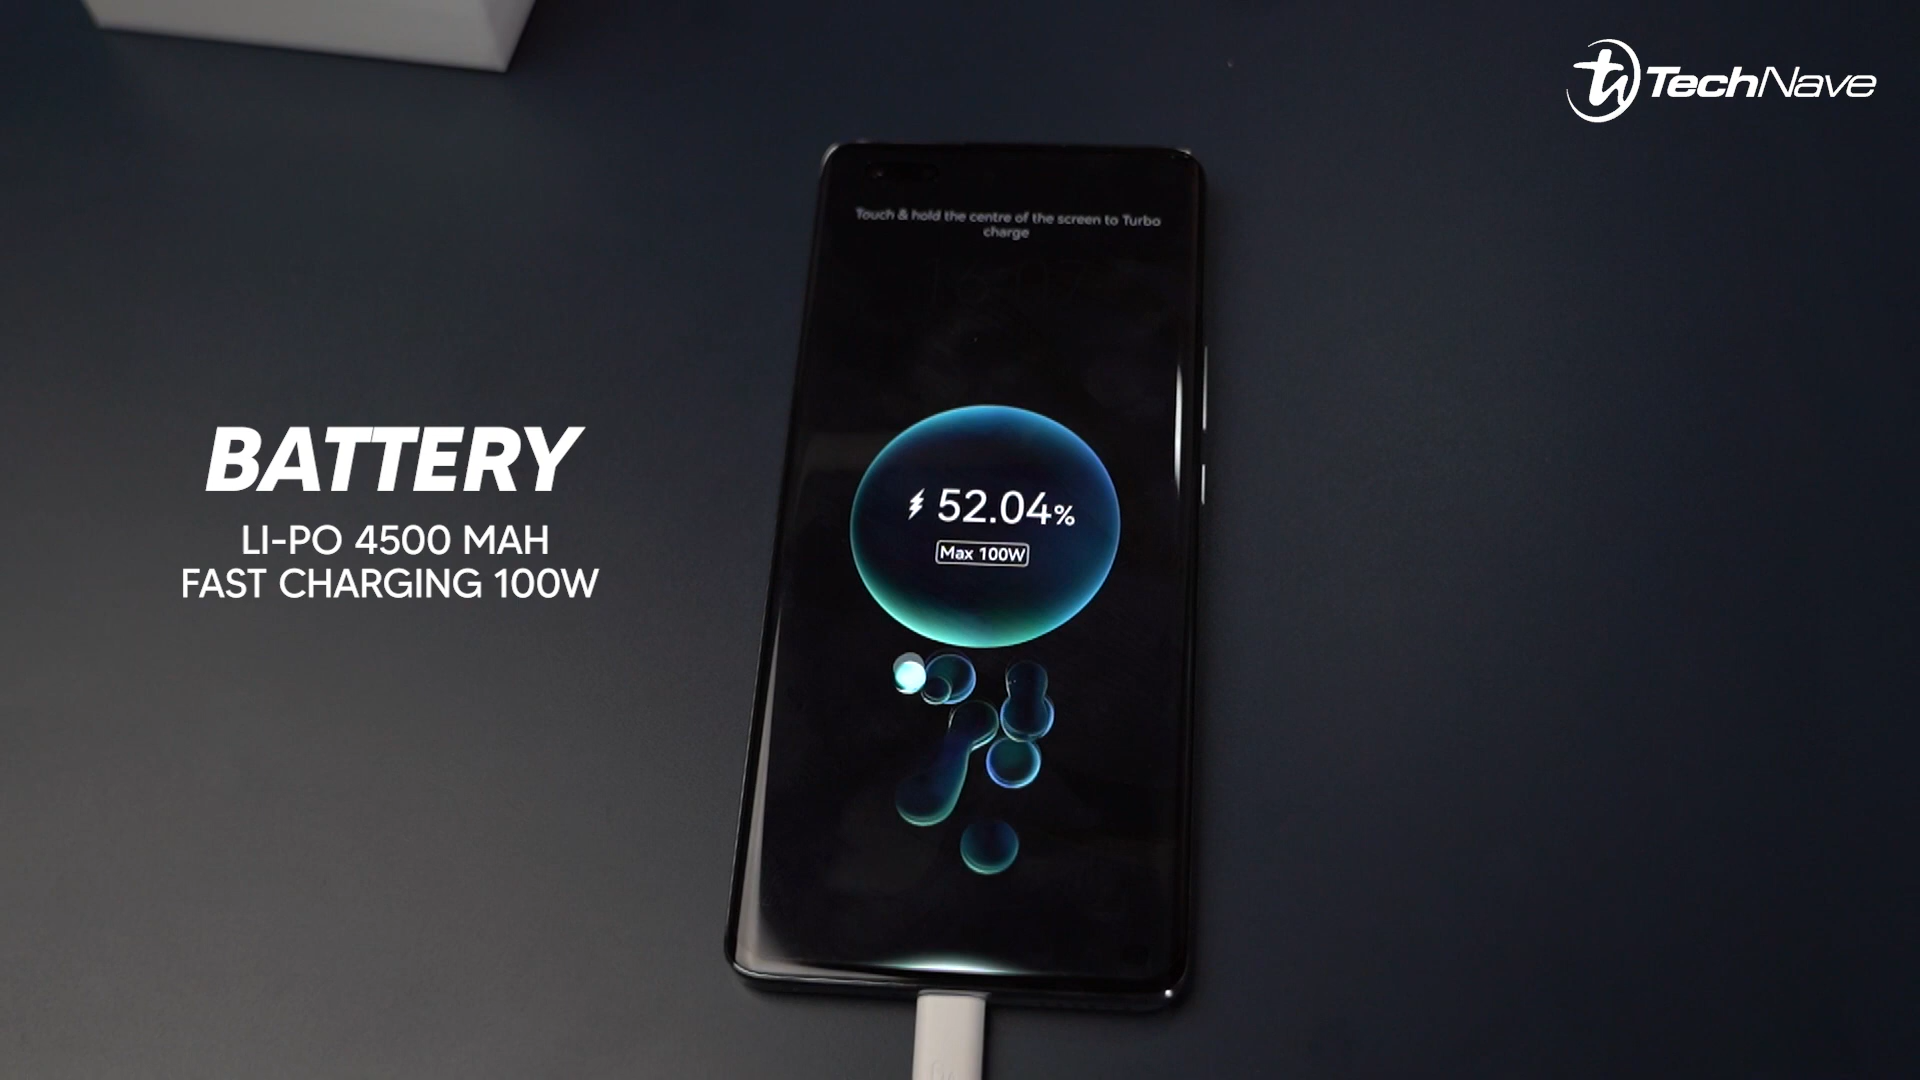 TechNave
Touch & hold the centre of the screen to Turbo
charge
BATTERY
LI-PO 4500 MAH
FAST CHARGING 100W
52.04%
Max 100W